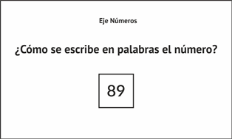 Eje Números
¿Cómo se escribe en palabras el número?
89